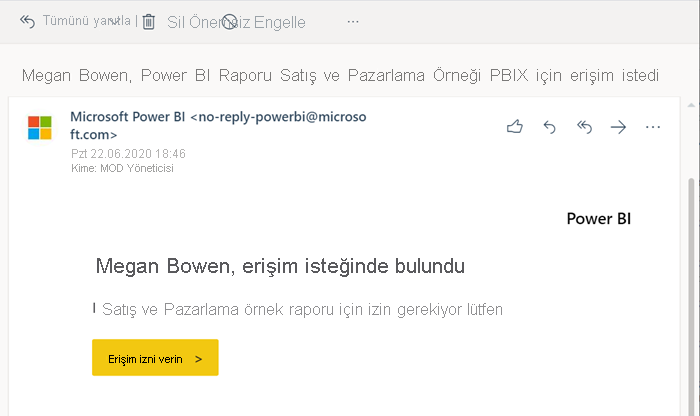 Tümünü yanıtla |
Sil Önemsiz Engelle
Megan Bowen, Power BI Raporu Satış ve Pazarlama Örneği PBIX için erişim istedi
Microsoft Power BI <no-reply-powerbi@microso
ft.com>
Pzt 22.06.2020 18:46
Kime: MOD Yöneticisi
Power BI
Megan Bowen, erişim isteğinde bulundu
I Satış ve Pazarlama örnek raporu için izin gerekiyor lütfen
Erişim izni verin >